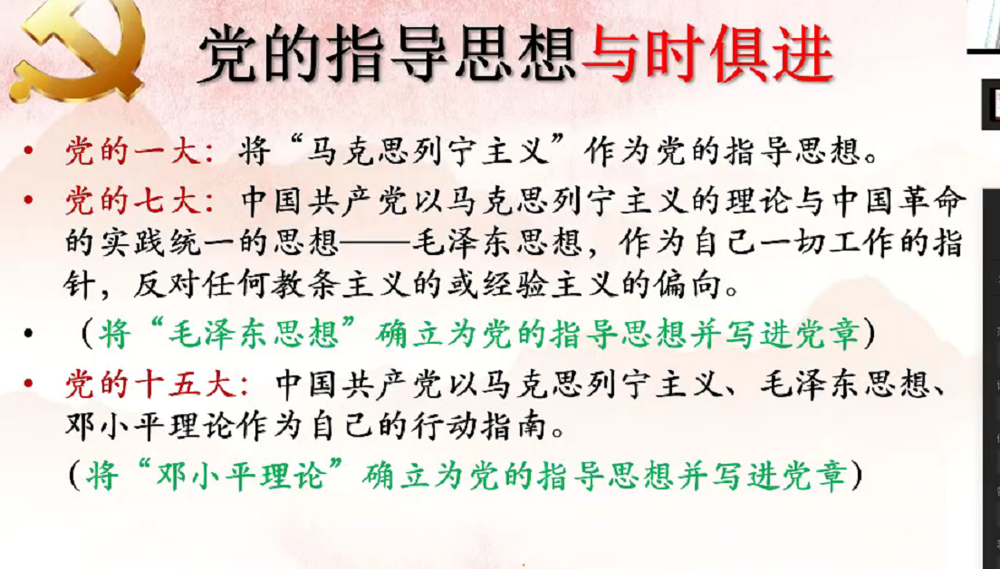 党的指导思想与时俱进
• 党的一大：将“马克思列宁主义”作为党的指导思想。
• 党的七大：中国共产党以马克思列宁主义的理论与中国革命
的实践统一的思想——毛泽东思想，作为自己一切工作的指
针，反对任何教条主义的或经验主义的偏向。
• （将“毛泽东思想”确立为党的指导思想并写进党章）
• 党的十五大：中国共产党以马克思列宁主义、毛泽东思想、
邓小平理论作为自己的行动指南。
（将“邓小平理论”确立为党的指导思想并写进党章）